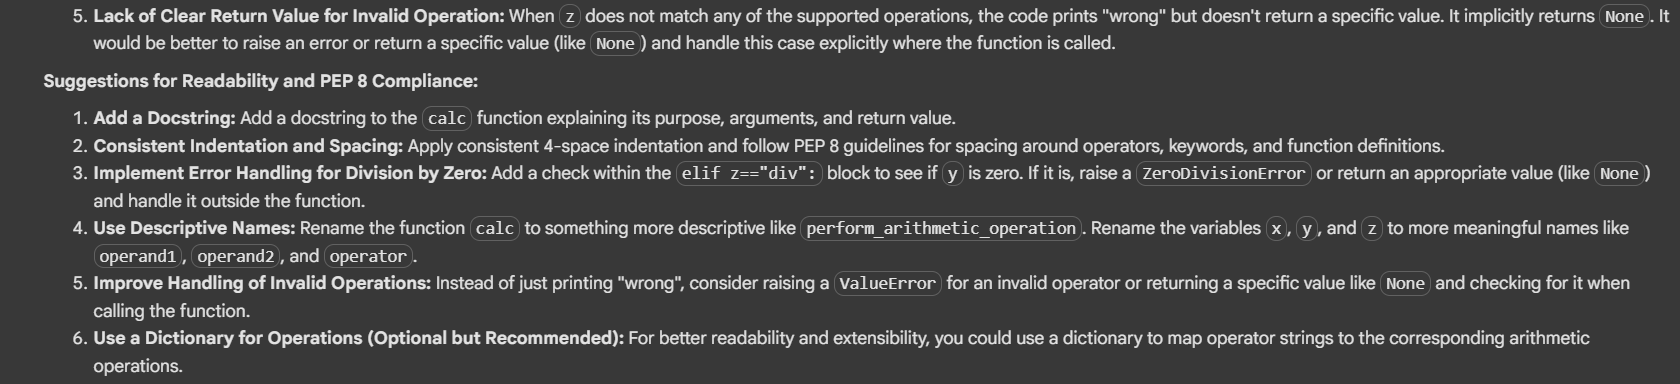 5. Lack of Clear Return Value for Invalid Operation: When z does not match any of the supported operations, the code prints "wrong" but doesn't return a specific value. It implicitly returns None. It
would be better to raise an error or return a specific value (like None) and handle this case explicitly where the function is called.
Suggestions for Readability and PEP 8 Compliance:
1. Add a Docstring: Add a docstring to the calc function explaining its purpose, arguments, and return value.
2. Consistent Indentation and Spacing: Apply consistent 4-space indentation and follow PEP 8 guidelines for spacing around operators, keywords, and function definitions.
3. Implement Error Handling for Division by Zero: Add a check within the elif z=="div": block to see if y is zero. If it is, raise a ZeroDivisionError or return an appropriate value (like None)
and handle it outside the function.
4. Use Descriptive Names: Rename the function calc to something more descriptive like perform_arithmetic_operation. Rename the variables x, y, and z to more meaningful names like
operand1, operand2, and operator.
5. Improve Handling of Invalid Operations: Instead of just printing "wrong", consider raising a ValueError for an invalid operator or returning a specific value like None and checking for it when
calling the function.
6. Use a Dictionary for Operations (Optional but Recommended): For better readability and extensibility, you could use a dictionary to map operator strings to the corresponding arithmetic
operations.